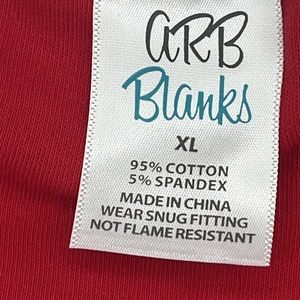 ARB
Blanks
XL
95% COTTON
5% SPANDEX
MADE IN CHINA
WEAR SNUG FITTING
NOT FLAME RESISTANT